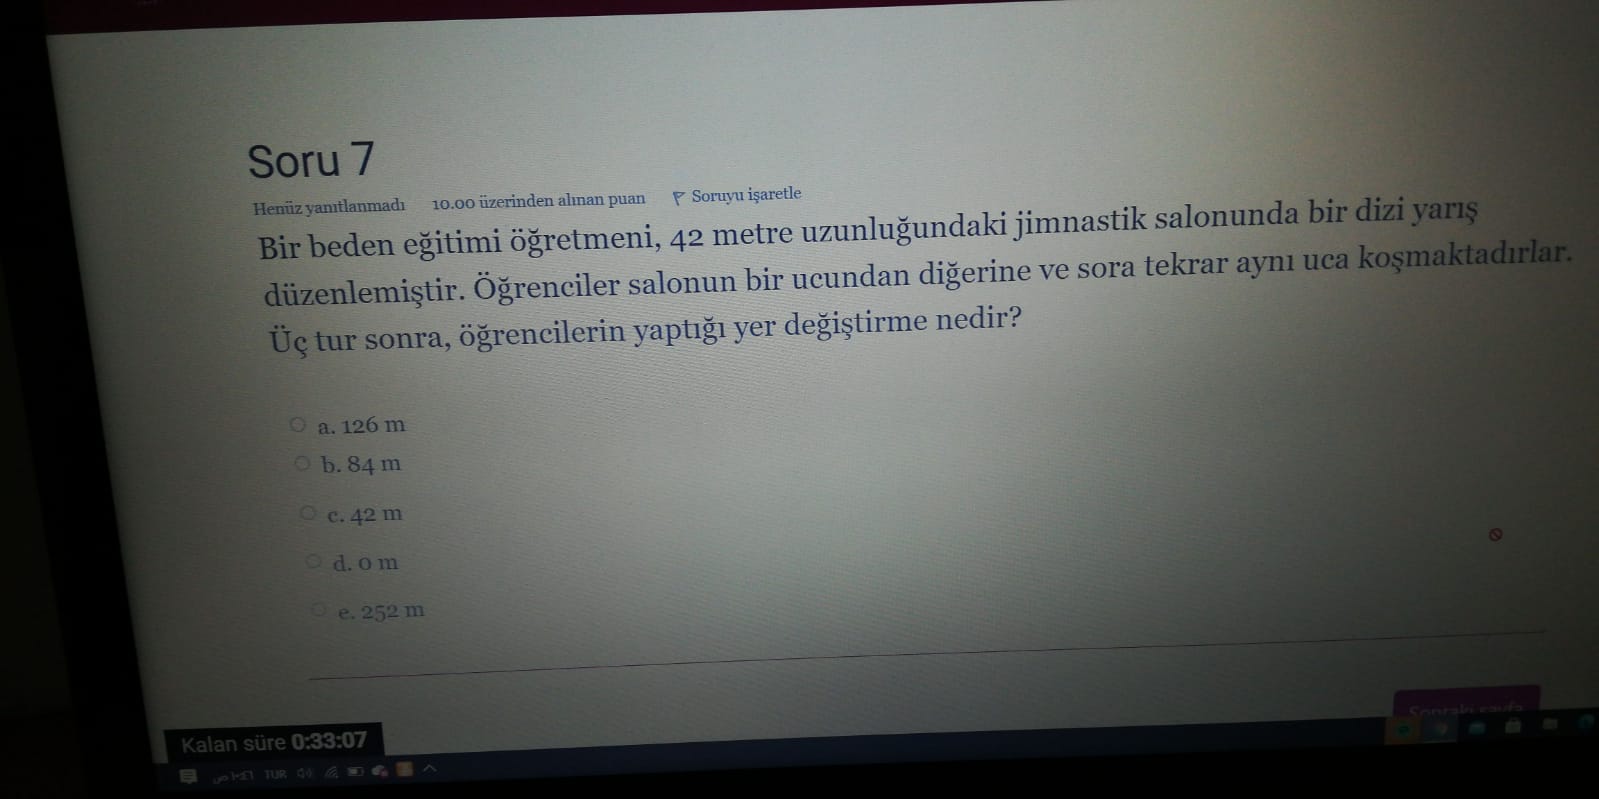 Soru 7
Henüz yanıtlanmadı 10.00 üzerinden alınan puan Soruyu işaretle
Bir beden eğitimi öğretmeni, 42 metre uzunluğundaki jimnastik salonunda bir dizi yarış
düzenlemiştir. Öğrenciler salonun bir ucundan diğerine ve sora tekrar aynı uca koşmaktadırlar.
Üç tur sonra, öğrencilerin yaptığı yer değiştirme nedir?
a. 126 m
b. 84 m
c. 42 m
d. 0 m
e. 252 m
Sonraki sayfa
Kalan süre 0:33:07
TUR